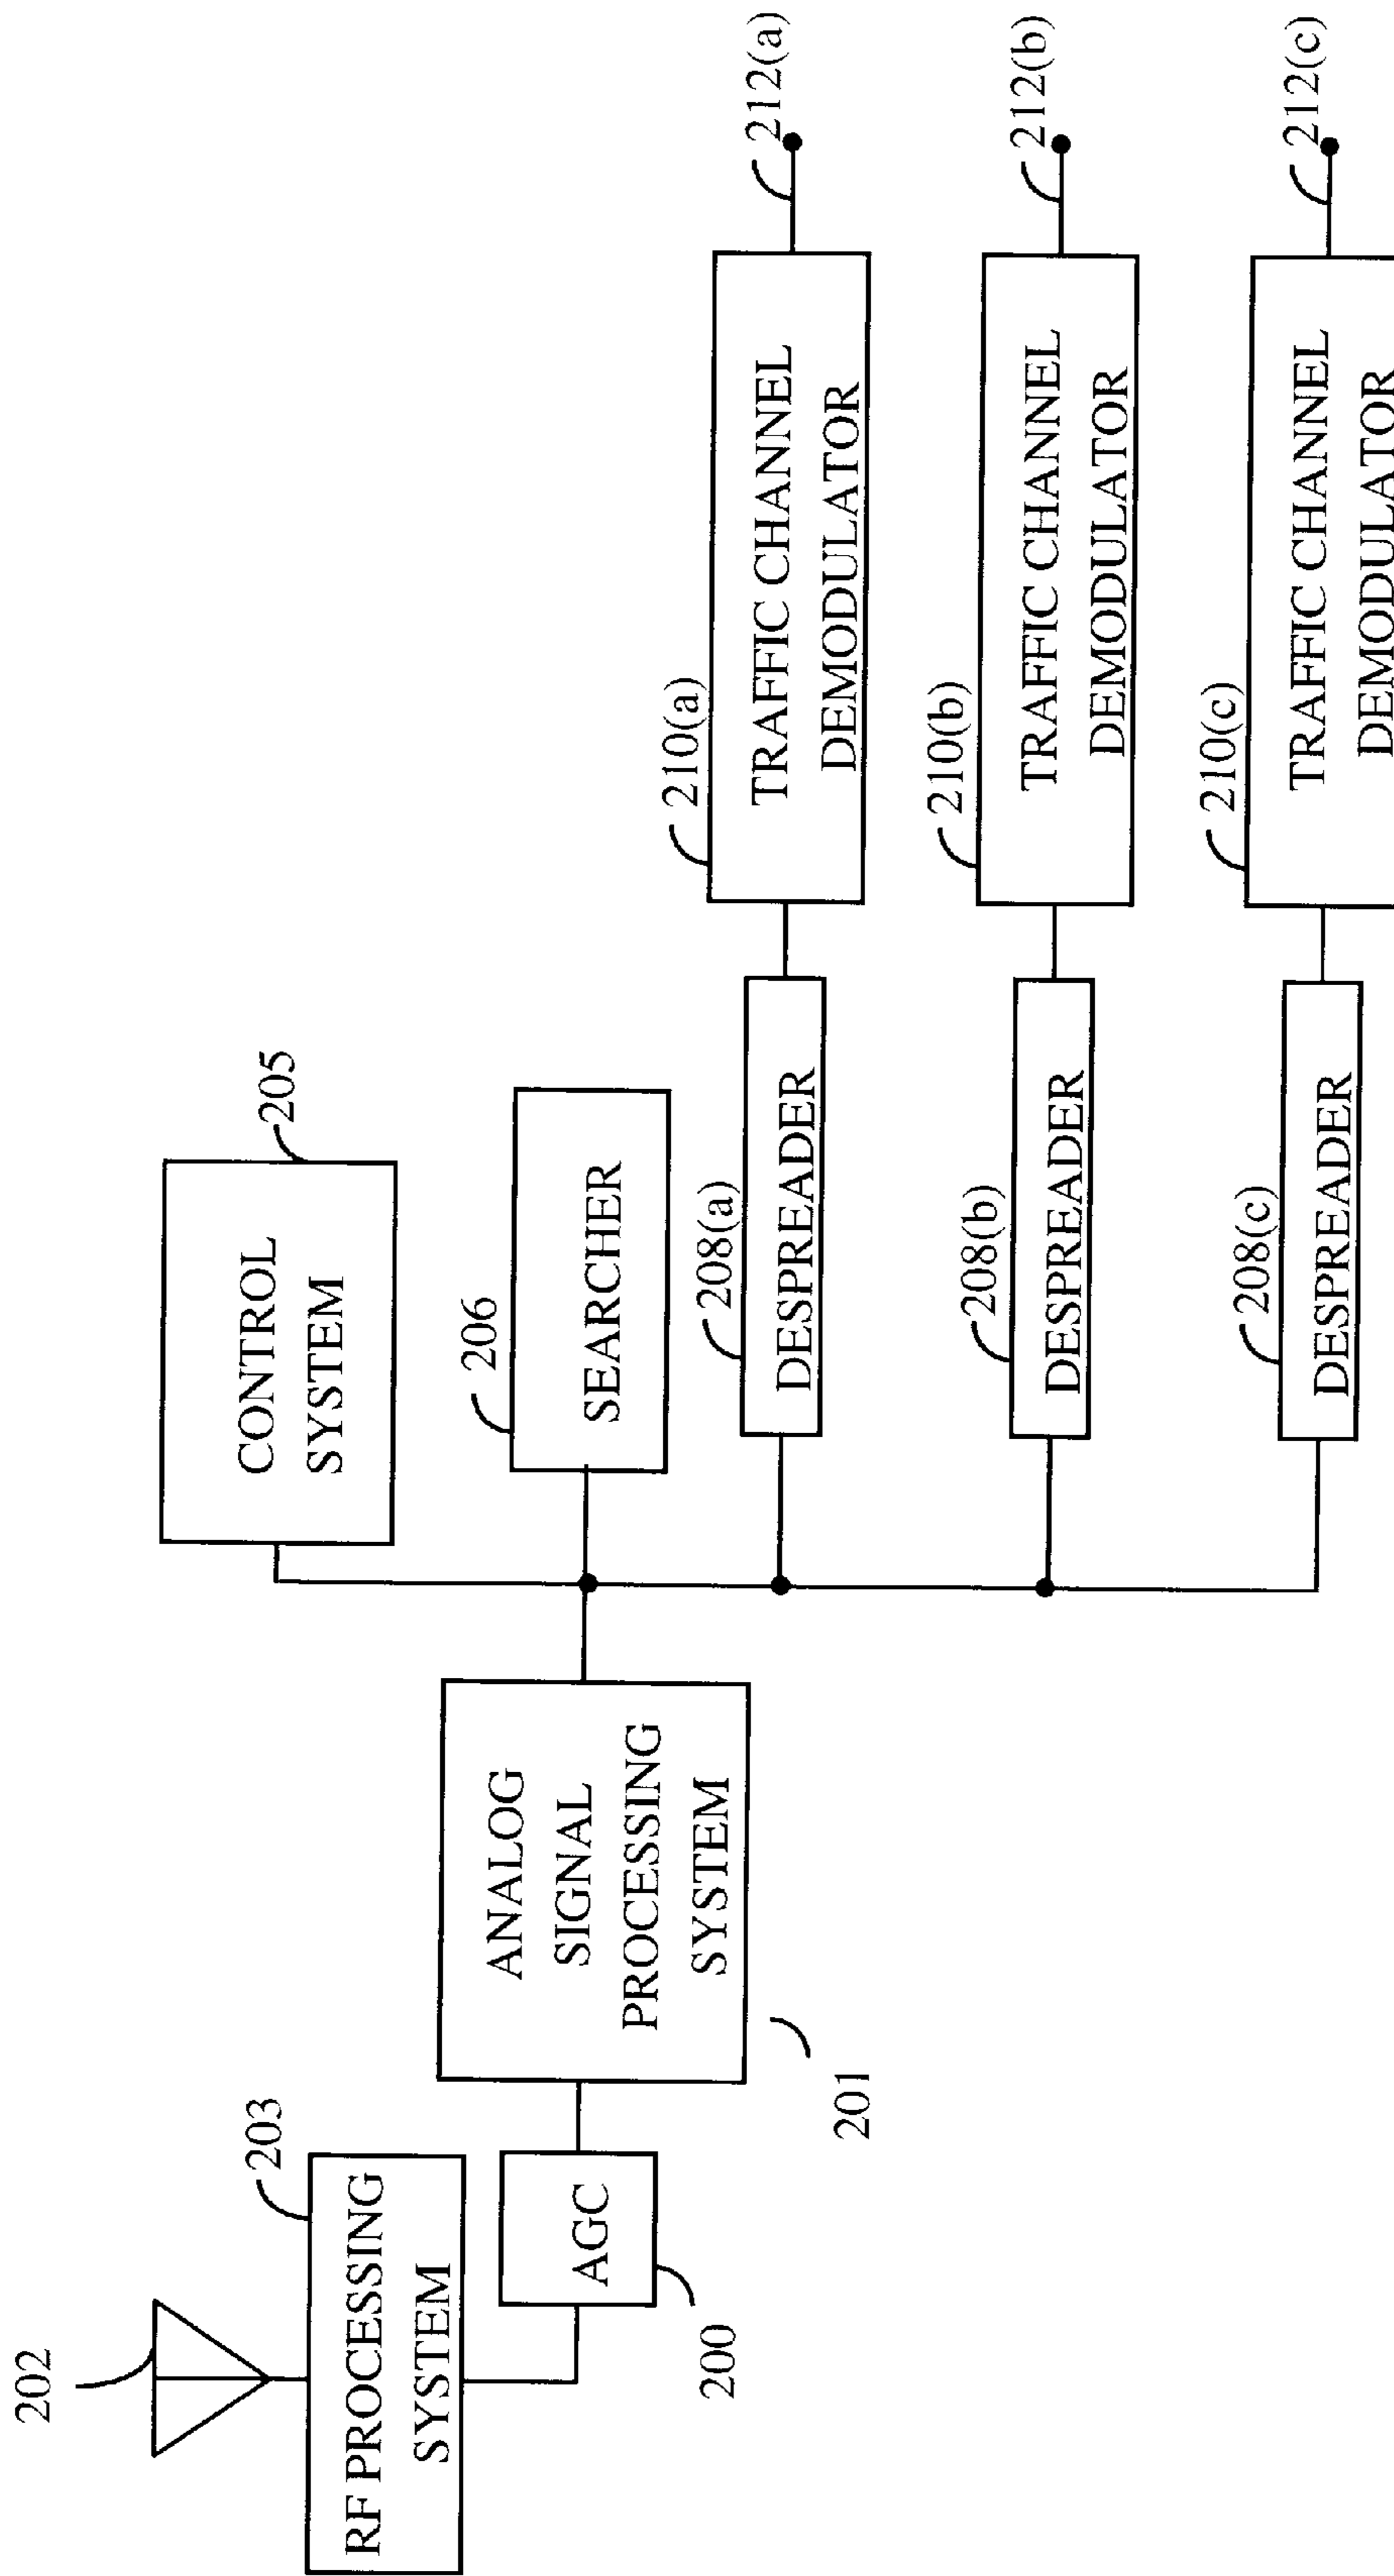 202
203
RF PROCESSING
SYSTEM
AGC
200
ANALOG
SIGNAL
PROCESSING
SYSTEM
201
CONTROL
SYSTEM
205
206
SEARCHER
208(a)
DESPREADER
210(a)
TRAFFIC CHANNEL
DEMODULATOR
212(a)
208(b)
DESPREADER
210(b)
TRAFFIC CHANNEL
DEMODULATOR
212(b)
208(c)
DESPREADER
210(c)
TRAFFIC CHANNEL
DEMODULATOR
212(c)